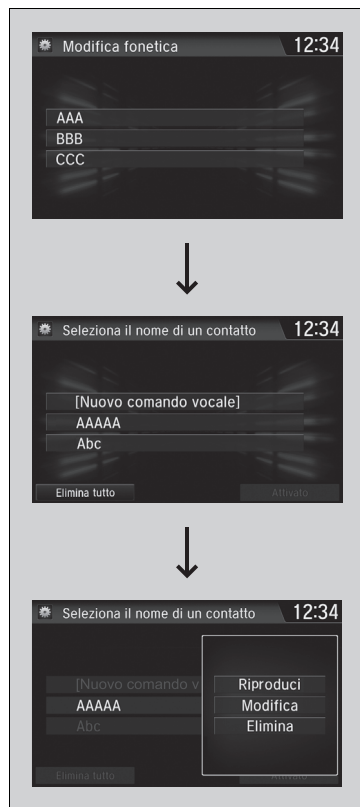 Modifica fonetica 12:34
AAA
BBB
CCC
Seleziona il nome di un contatto 12:34
[Nuovo comando vocale]
AAAAA
Abc
Elimina tutto Attivato
Seleziona il nome di un contatto 12:34
[Nuovo comando v
Riproduci
AAAAA
Modifica
Abc
Elimina
Elimina tutto Attivato